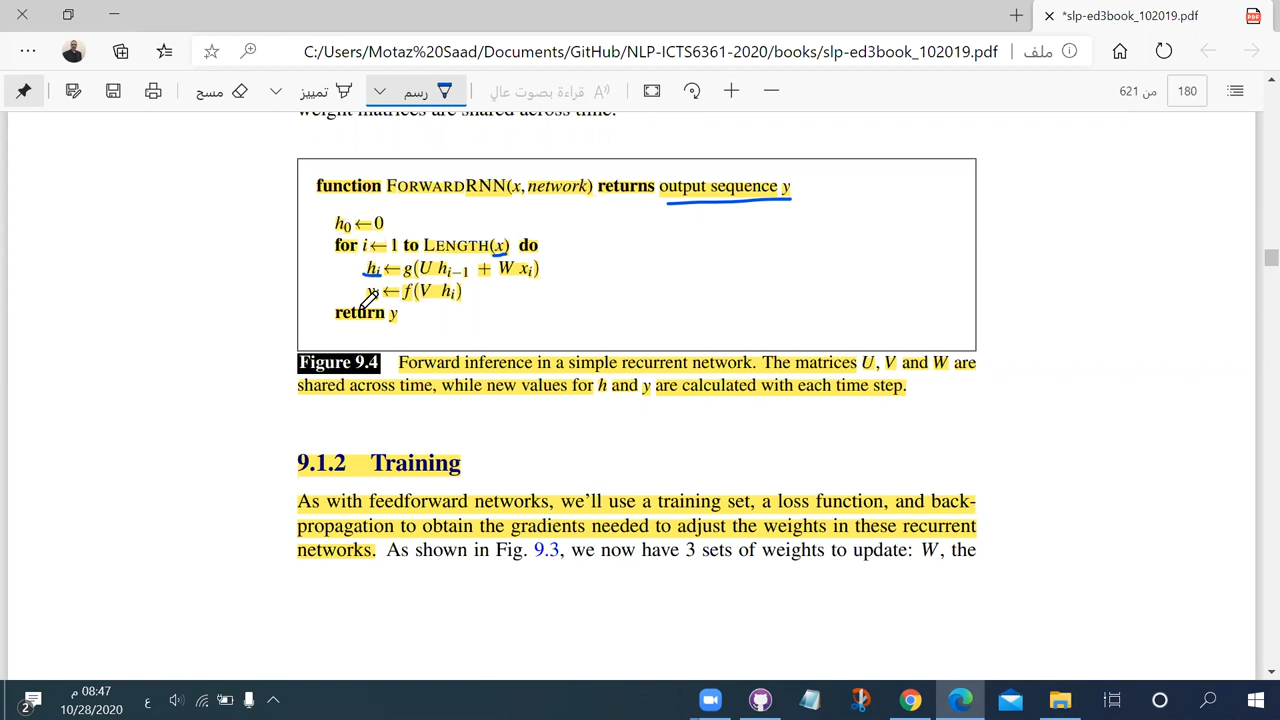 *slp-ed3book_102019.pdf
C:/Users/Motaz%20Saad/Documents/GitHub/NLP-ICTS6361-2020/books/slp-ed3book_102019.pdf | ملف
مسح تمييز رسم قراءة بصوت عالٍ 180 من 621
weight matrices are shared across time.
function FORWARDRNN(x, network) returns output sequence y
h0 ← 0
for i ← 1 to LENGTH(x) do
hi ← g(U hi−1 + W xi)
yi ← f(V hi)
return y
Figure 9.4 Forward inference in a simple recurrent network. The matrices U, V and W are
shared across time, while new values for h and y are calculated with each time step.
9.1.2 Training
As with feedforward networks, we'll use a training set, a loss function, and back-
propagation to obtain the gradients needed to adjust the weights in these recurrent
networks. As shown in Fig. 9.3, we now have 3 sets of weights to update: W, the
08:47 م
10/28/2020
ع
2